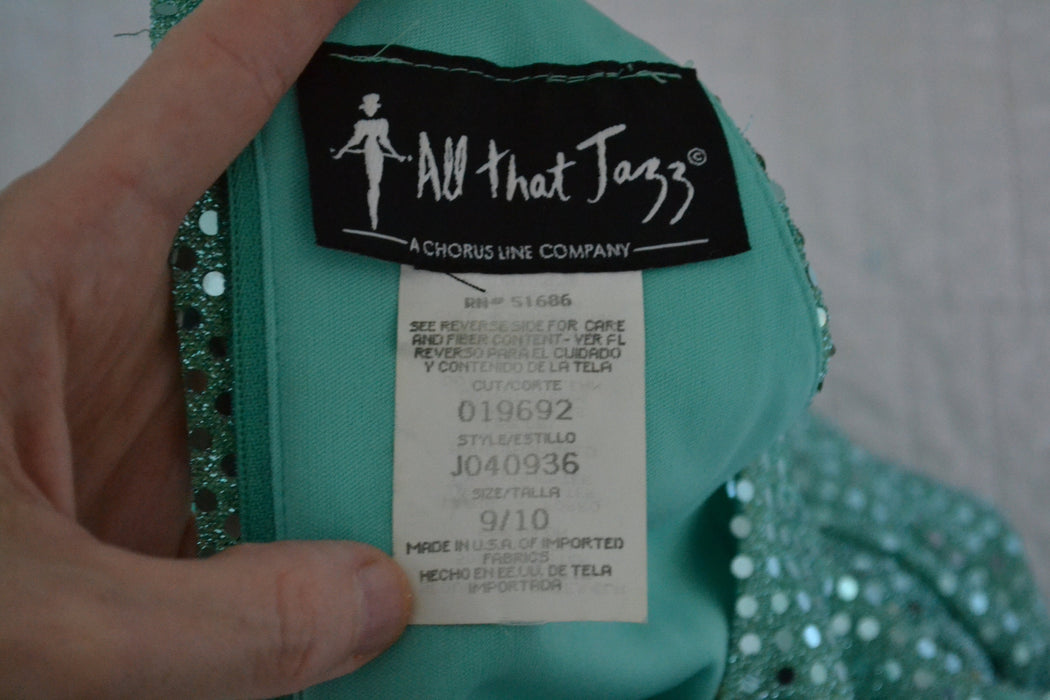 All that Jazz©
A CHORUS LINE COMPANY
RN# 51686
SEE REVERSE SIDE FOR CARE
AND FIBER CONTENT - VER AL
REVERSO PARA EL CUIDADO
Y CONTENIDO DE LA TELA
CUT/CORTE
019692
STYLE/ESTILLO
J040936
SIZE/TALLA
9/10
MADE IN U.S.A. OF IMPORTED
FABRICS
HECHO EN EE.UU. DE TELA
IMPORTADA